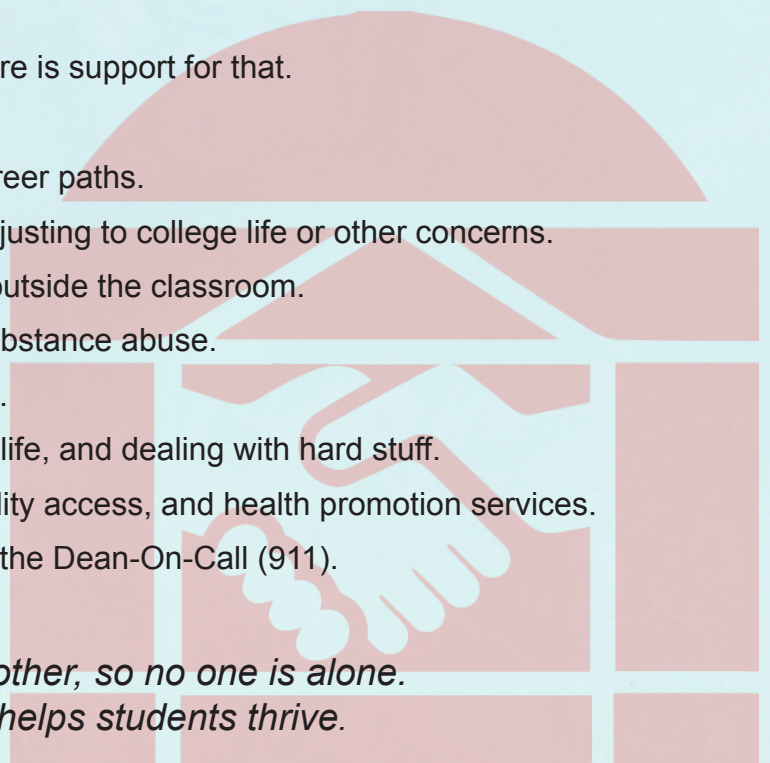 re is support for that.
reer paths.
justing to college life or other concerns.
outside the classroom.
bstance abuse.
.
life, and dealing with hard stuff.
lity access, and health promotion services.
the Dean-On-Call (911).
other, so no one is alone.
helps students thrive.